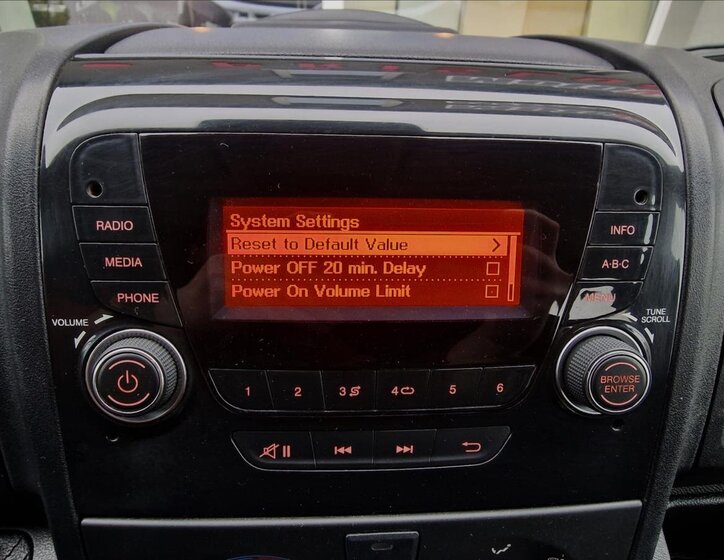 System Settings
Reset to Default Value
Power OFF 20 min. Delay
Power On Volume Limit
RADIO
MEDIA
PHONE
VOLUME
INFO
A·B·C
MENU
TUNE
SCROLL
BROWSE
ENTER
1 2 3 4 5 6